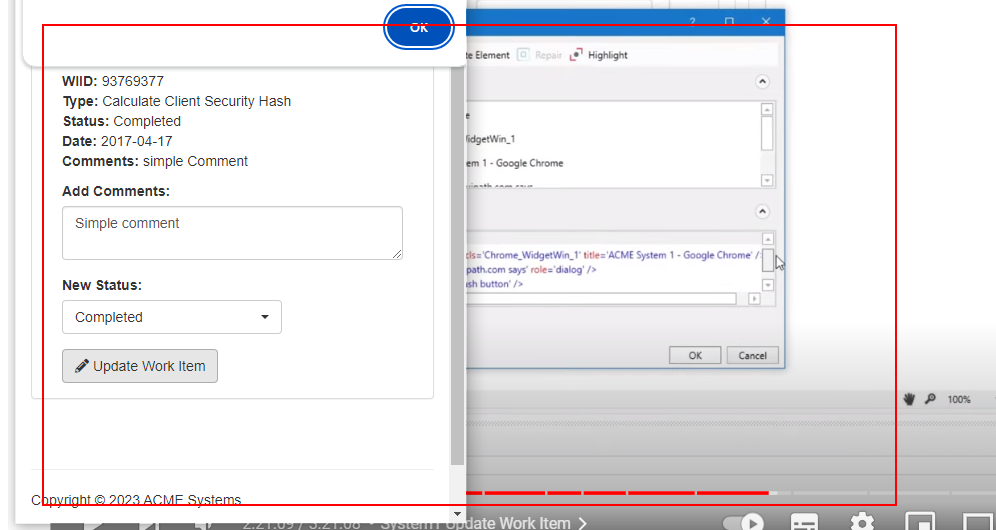 OK
WIID: 93769377
Type: Calculate Client Security Hash
Status: Completed
Date: 2017-04-17
Comments: simple Comment
Add Comments:
Simple comment
New Status:
Completed
Update Work Item
Copyright © 2023 ACME Systems
?
te Element Repair Highlight
e
VidgetWin_1
em 1 - Google Chrome
cls='Chrome_WidgetWin_1' title='ACME System 1 - Google Chrome' /
path.com says' role='dialog' />
ush button' />
OK Cancel
100%
2:21:09 / 3:21:08 • System1 Update Work Item